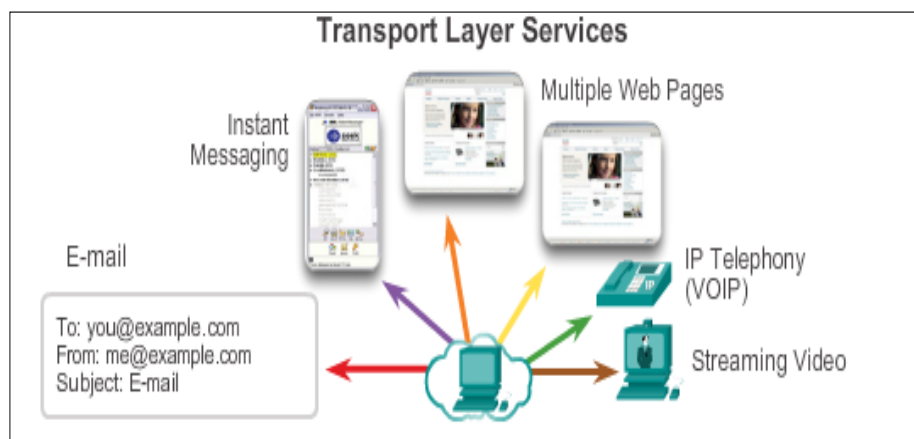 Transport Layer Services
Multiple Web Pages
Instant
Messaging
E-mail
IP Telephony
(VOIP)
IP
To: you@example.com
From: me@example.com
Subject: E-mail
Streaming Video